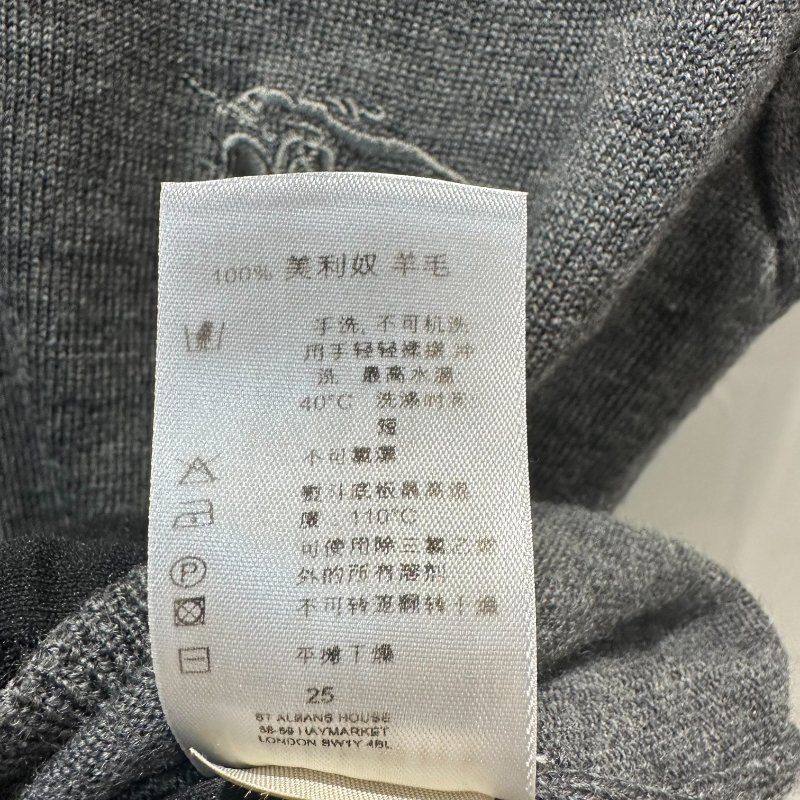 100% 美利奴 羊毛
手洗, 不可机洗
用手轻轻揉搓 冲
洗 最高水温
40°C 洗涤时间
短
不可氯漂
熨斗底板最高温
度 : 110°C
可使用除三氯乙烯
外的所有溶剂
不可转笼翻转干燥
平摊干燥
25
ST ALBANS HOUSE
56-59 HAYMARKET
LONDON SW1Y 4BL